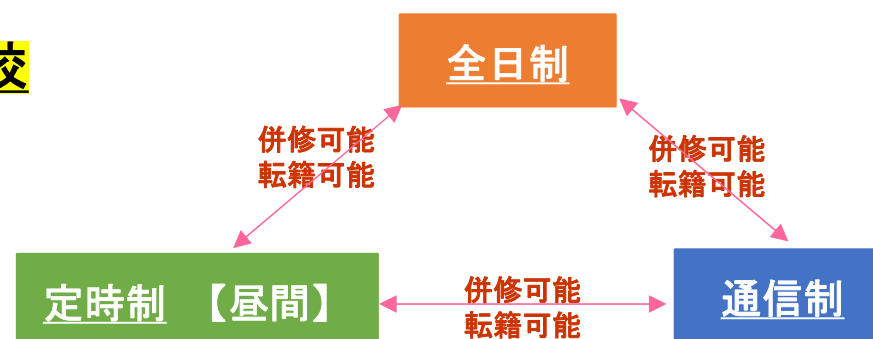 校
全日制
併修可能
転籍可能
併修可能
転籍可能
定時制 【昼間】
併修可能
転籍可能
通信制